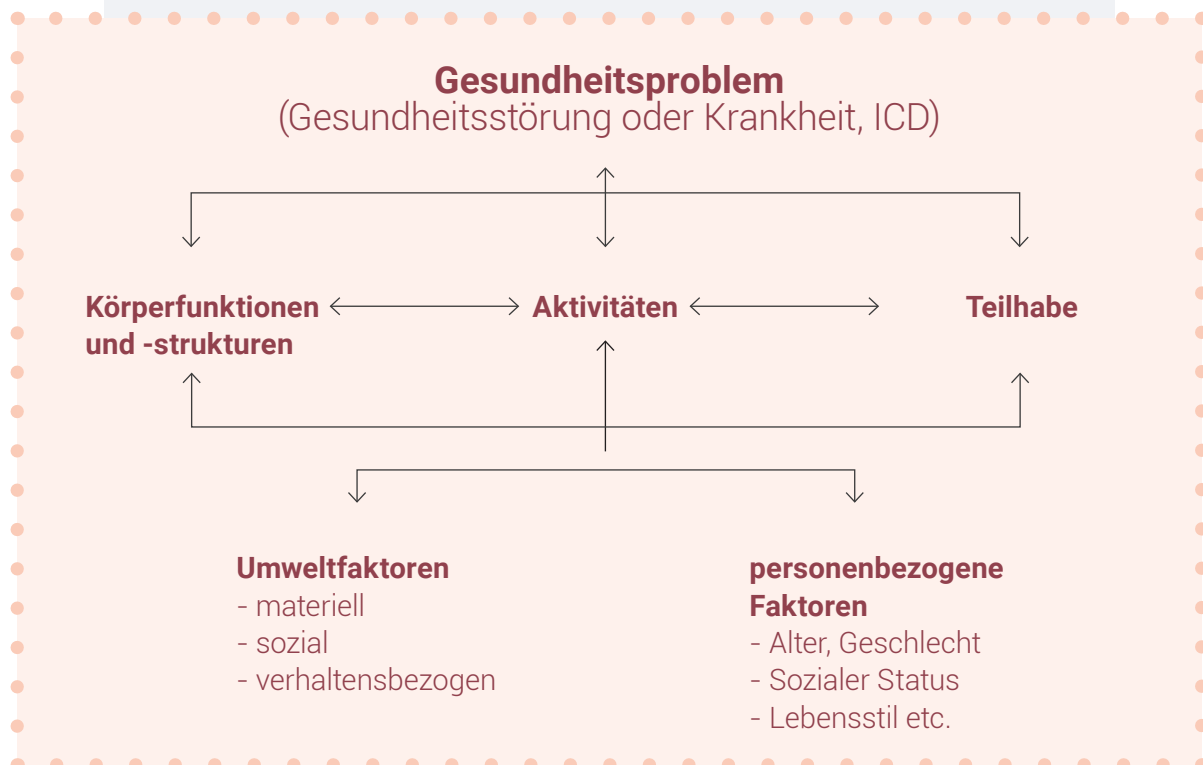 Gesundheitsproblem
(Gesundheitsstörung oder Krankheit, ICD)
Körperfunktionen
und -strukturen
Aktivitäten
Teilhabe
Umweltfaktoren
- materiell
- sozial
- verhaltensbezogen
personenbezogene
Faktoren
- Alter, Geschlecht
- Sozialer Status
- Lebensstil etc.